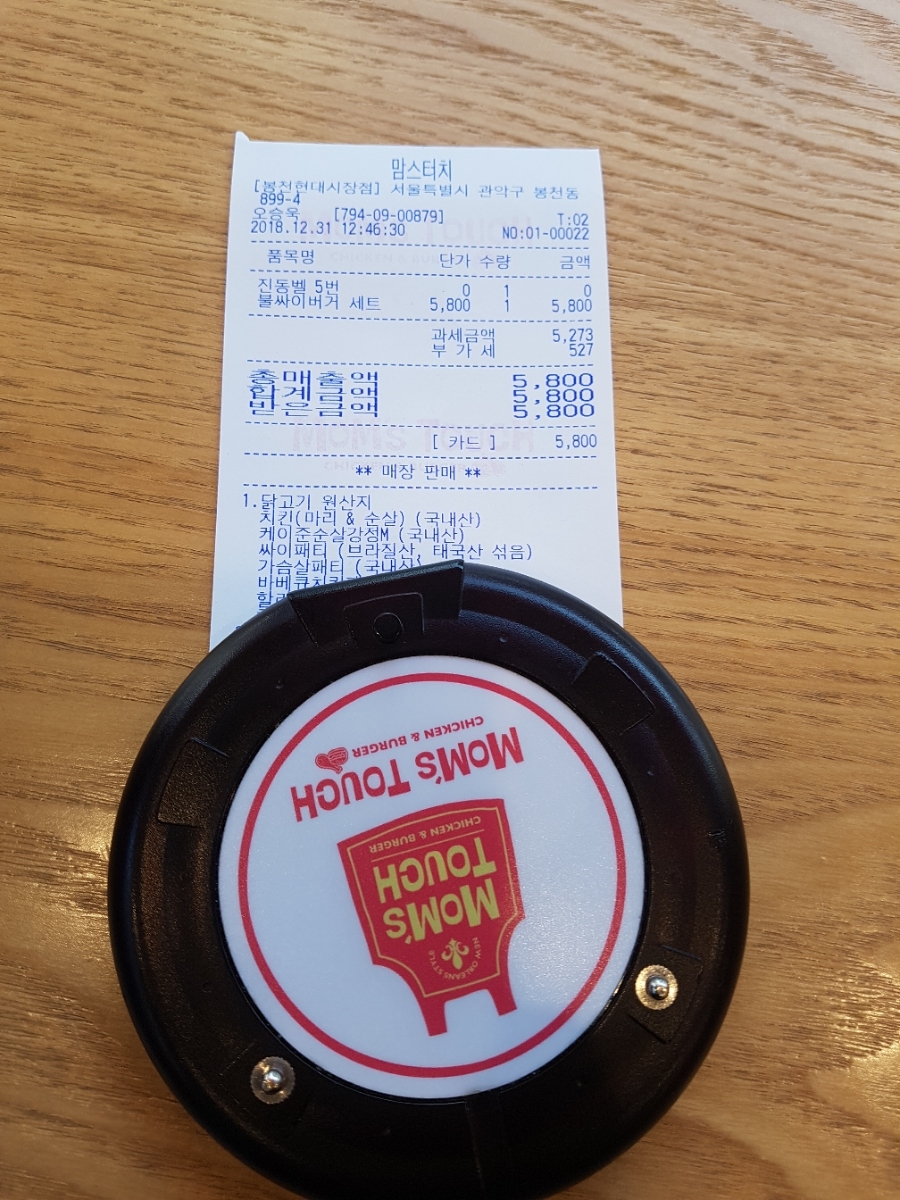 맘스터치
[봉천현대시장점] 서울특별시 관악구 봉천동
899-4
오승욱 [794-09-00879] T:02
2018.12.31 12:46:30 NO:01-00022
품목명 단가 수량 금액
진동벨 5번 0 1 0
불싸이버거 세트 5,800 1 5,800
과세금액 5,273
부 가 세 527
총매출액 5,800
합계금액 5,800
받은금액 5,800
[ 카드 ] 5,800
** 매장 판매 **
1.닭고기 원산지
치킨(마리 & 순살) (국내산)
케이준순살강정M (국내산)
싸이패티 (브라질산, 태국산 섞음)
가슴살패티 (국내산)
MOM'S TOUCH
CHICKEN & BURGER
NEW ORLEANS STYLE
MOM'S
TOUCH
CHICKEN & BURGER